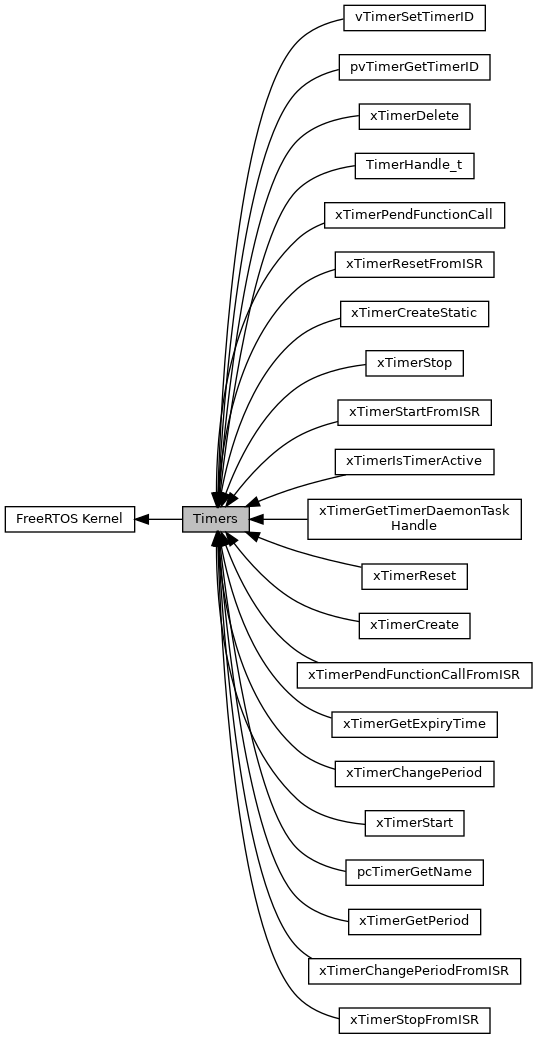 vTimerSetTimerID
pvTimerGetTimerID
xTimerDelete
TimerHandle_t
xTimerPendFunctionCall
xTimerResetFromISR
xTimerCreateStatic
xTimerStop
xTimerStartFromISR
xTimerIsTimerActive
FreeRTOS Kernel
Timers
xTimerGetTimerDaemonTask
Handle
xTimerReset
xTimerCreate
xTimerPendFunctionCallFromISR
xTimerGetExpiryTime
xTimerChangePeriod
xTimerStart
pcTimerGetName
xTimerGetPeriod
xTimerChangePeriodFromISR
xTimerStopFromISR